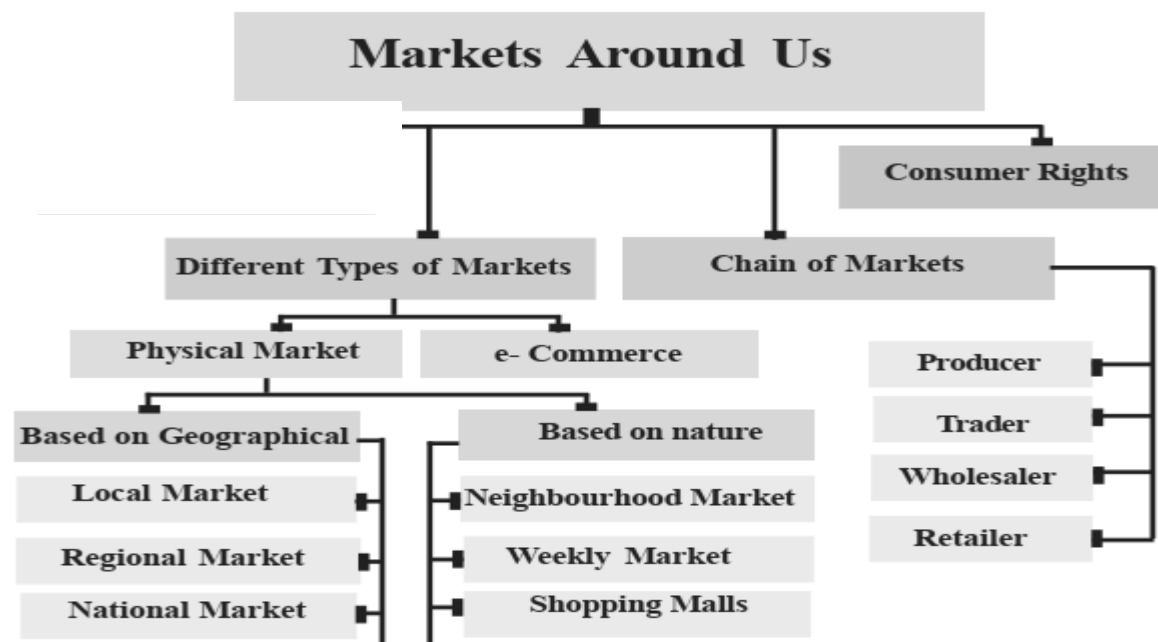 Markets Around Us
Consumer Rights
Different Types of Markets
Chain of Markets
Physical Market
e- Commerce
Producer
Trader
Wholesaler
Retailer
Based on Geographical
Based on nature
Local Market
Neighbourhood Market
Regional Market
Weekly Market
National Market
Shopping Malls